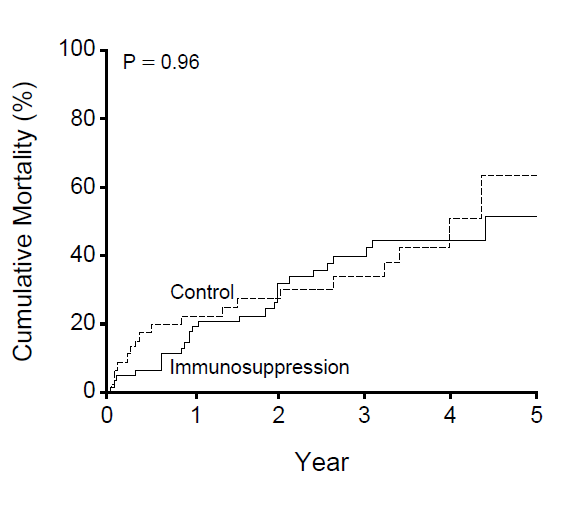 Cumulative Mortality (%)
100
80
60
40
20
0
P = 0.96
Control
Immunosuppression
0 1 2 3 4 5
Year